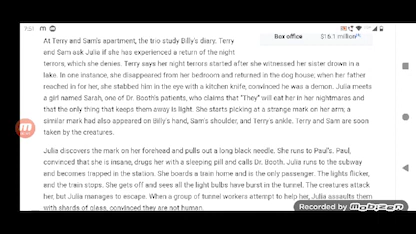 7:51
Box office $16.1 million
At Terry and Sam's apartment, the trio study Billy's diary. Terry
and Sam ask Julia if she has experienced a return of the night
terrors, which she denies. Terry says her night terrors started after she witnessed her sister drown in a
lake. In one instance, she disappeared from her bedroom and returned in the dog house; when her father
reached in for her, she stabbed him in the eye with a kitchen knife, convinced he was a demon. Julia meets
a girl named Sarah, one of Dr. Booth's patients, who claims that "They" will eat her in her nightmares and
that the only thing that keeps them away is light. She starts picking at a strange mark on her arm; a
similar mark had also appeared on Billy's hand, Sam's shoulder, and Terry's ankle. Terry and Sam are soon
taken by the creatures.
Julia discovers the mark on her forehead and pulls out a long black needle. She runs to Paul's. Paul,
convinced that she is insane, drugs her with a sleeping pill and calls Dr. Booth. Julia runs to the subway
and becomes trapped in the station. She boards a train home and is the only passenger. The lights flicker,
and the train stops. She gets off and sees all the light bulbs have burst in the tunnel. The creatures attack
her, but Julia manages to escape. When a group of tunnel workers attempt to help her, Julia assaults them
with shards of glass, convinced they are not human.
Recorded by Mobizen